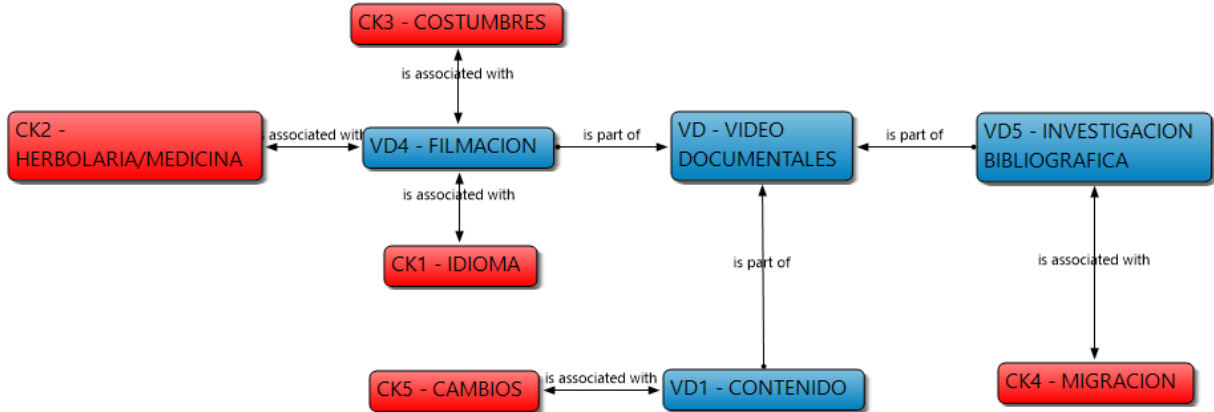 CK3 - COSTUMBRES
is associated with
CK2 -
HERBOLARIA/MEDICINA
is associated with
VD4 - FILMACION
is part of
VD - VIDEO
DOCUMENTALES
is part of
VD5 - INVESTIGACION
BIBLIOGRAFICA
is associated with
CK1 - IDIOMA
is part of
is associated with
CK5 - CAMBIOS
is associated with
VD1 - CONTENIDO
CK4 - MIGRACION